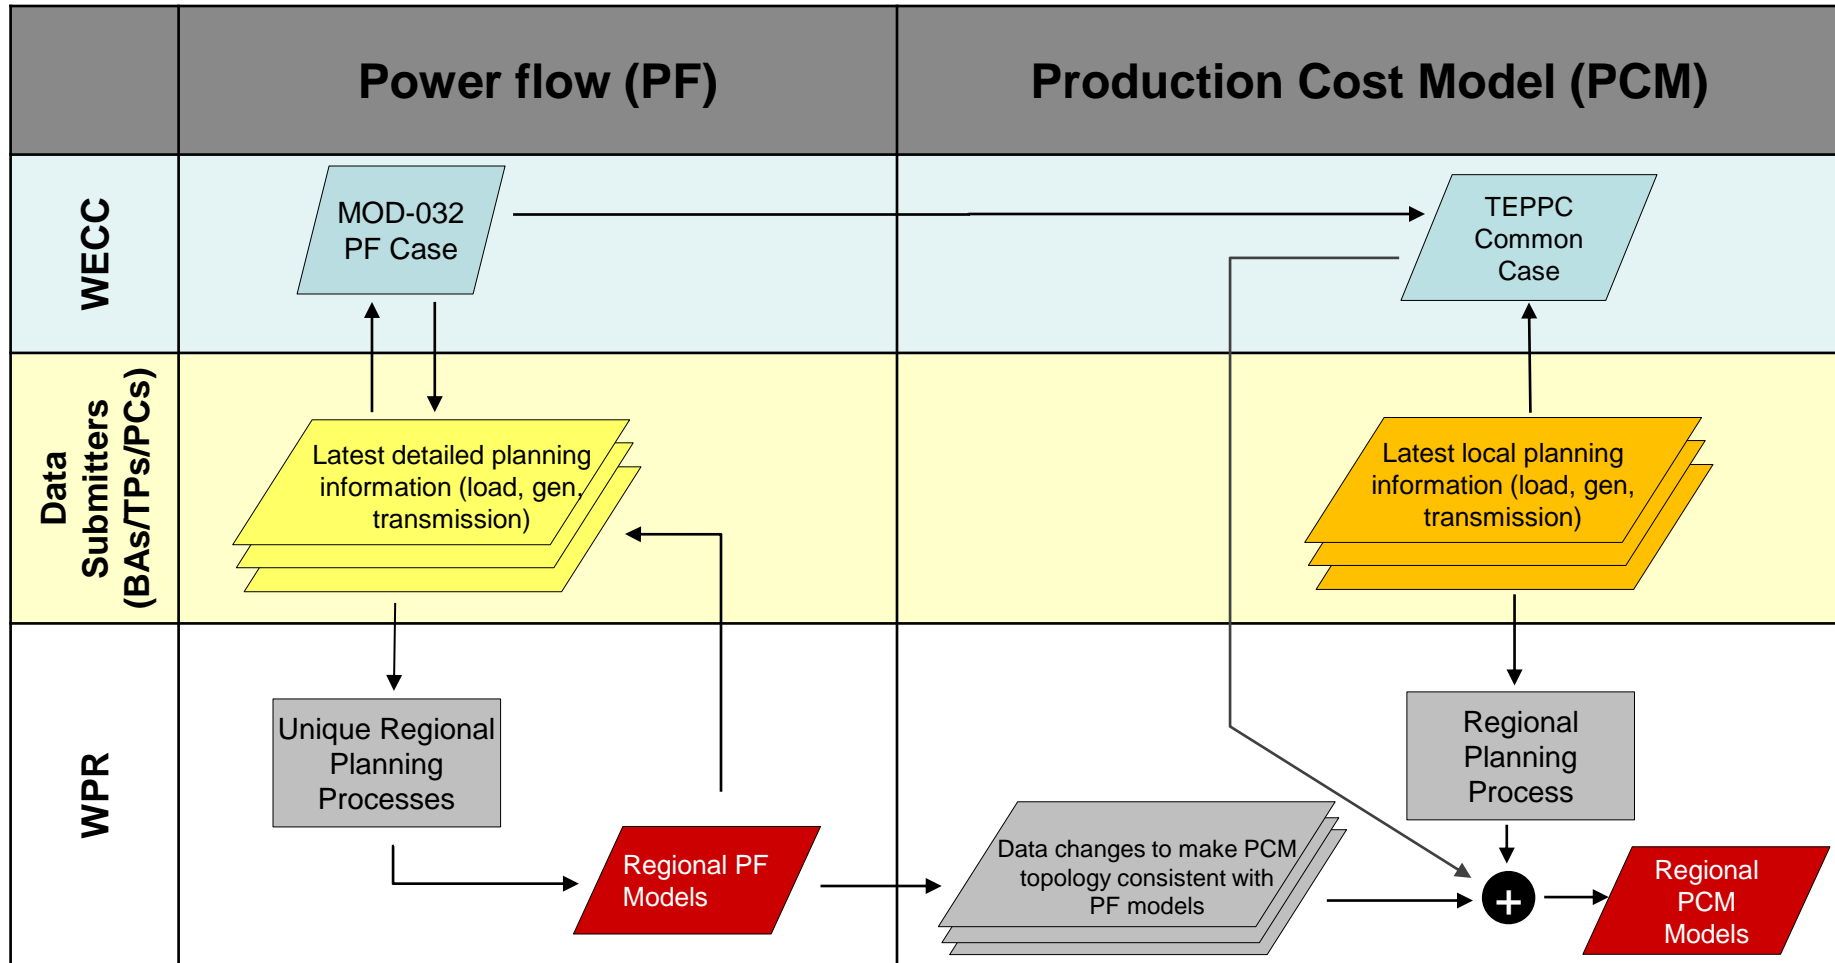 Power flow (PF)
Production Cost Model (PCM)
WECC
MOD-032
PF Case
TEPPC
Common
Case
Data
Submitters
(BAs/TPs/PCs)
Latest detailed planning
information (load, gen,
transmission)
Latest local planning
information (load, gen,
transmission)
WPR
Unique Regional
Planning
Processes
Regional
Planning
Process
Regional PF
Models
Data changes to make PCM
topology consistent with
PF models
+
Regional
PCM
Models